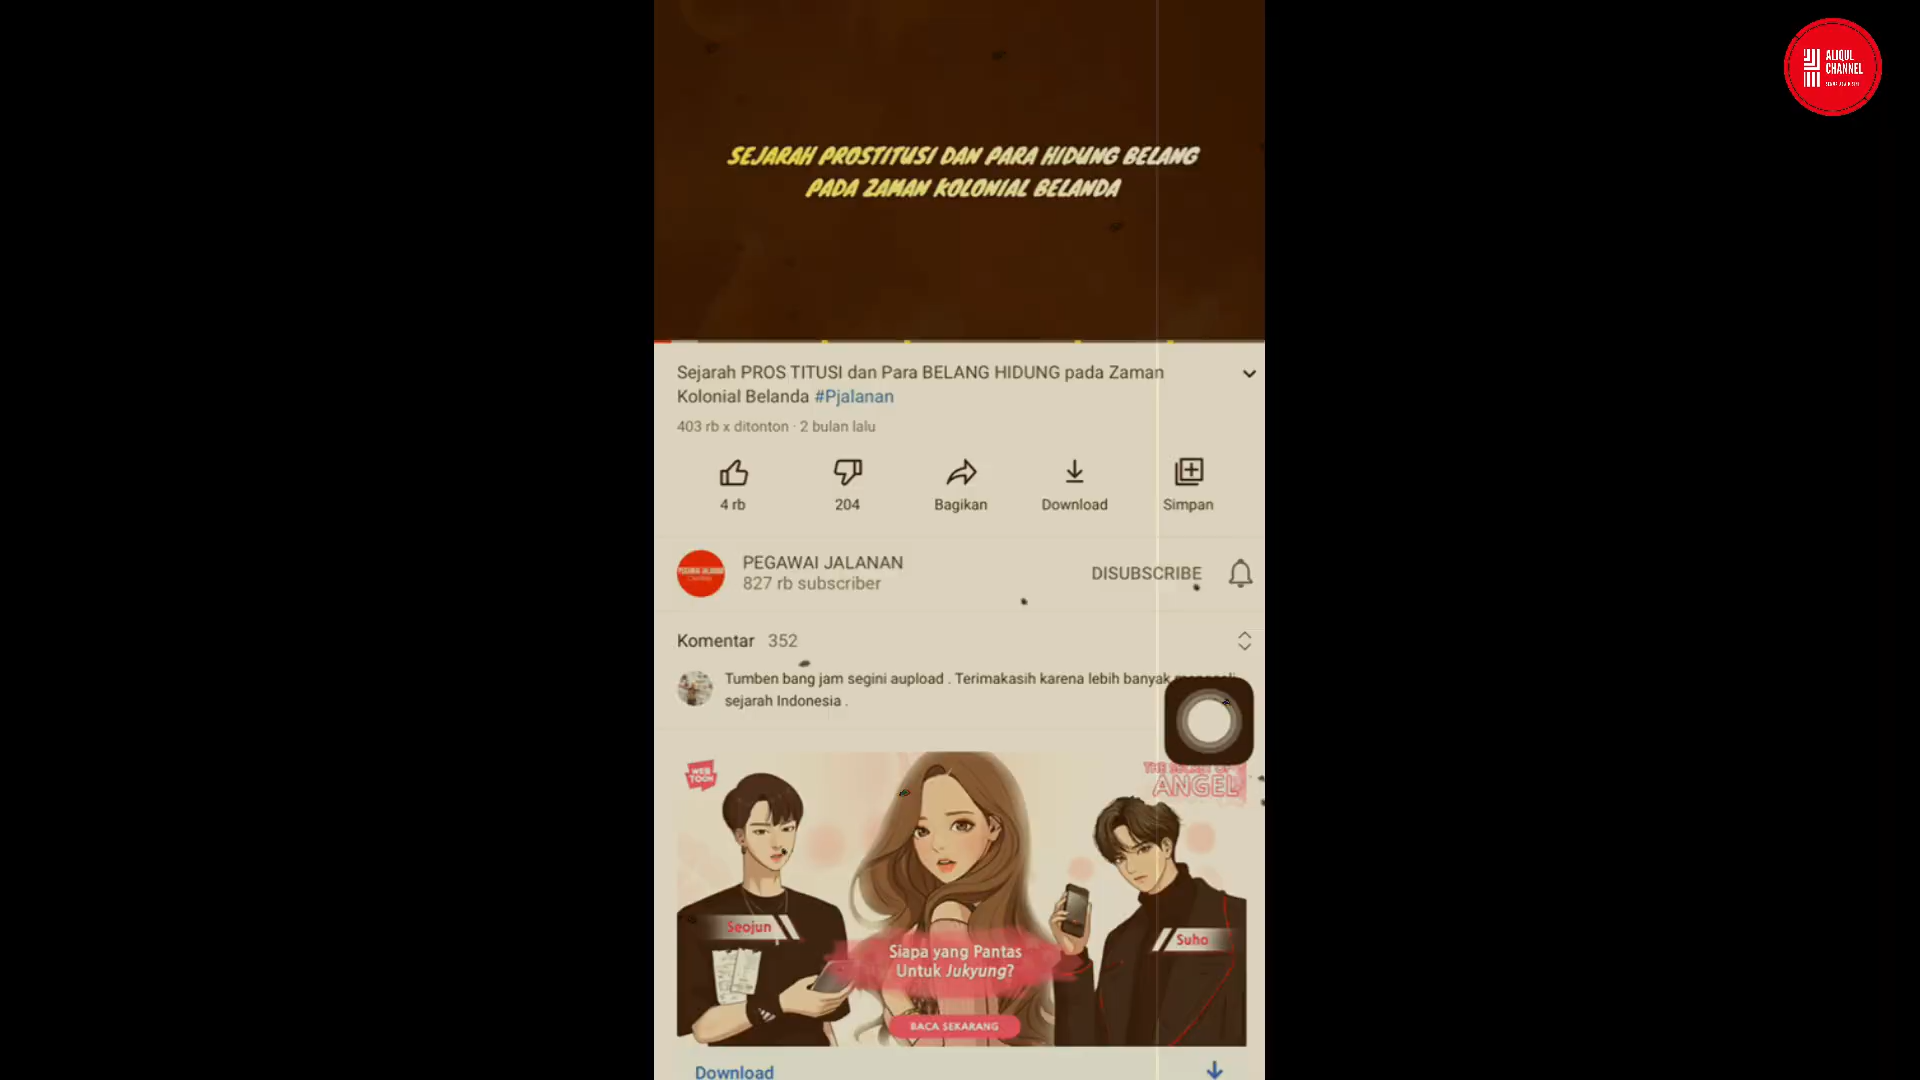 ALIQUL
CHANNEL
SEJARAH PROSTITUSI DAN PARA HIDUNG BELANG
PADA ZAMAN KOLONIAL BELANDA
Sejarah PROS TITUSI dan Para BELANG HIDUNG pada Zaman
Kolonial Belanda #Pjalanan
403 rb x ditonton · 2 bulan lalu
4 rb
204
Bagikan
Download
Simpan
PEGAWAI JALANAN
PEGAWAI JALANAN
827 rb subscriber
DISUBSCRIBE
Komentar 352
Tumben bang jam segini aupload . Terimakasih karena lebih banyak
sejarah Indonesia .
WEB
TOON
ANGEL
Seojun
Suho
Siapa yang Pantas
Untuk Jukyung?
BACA SEKARANG
Download